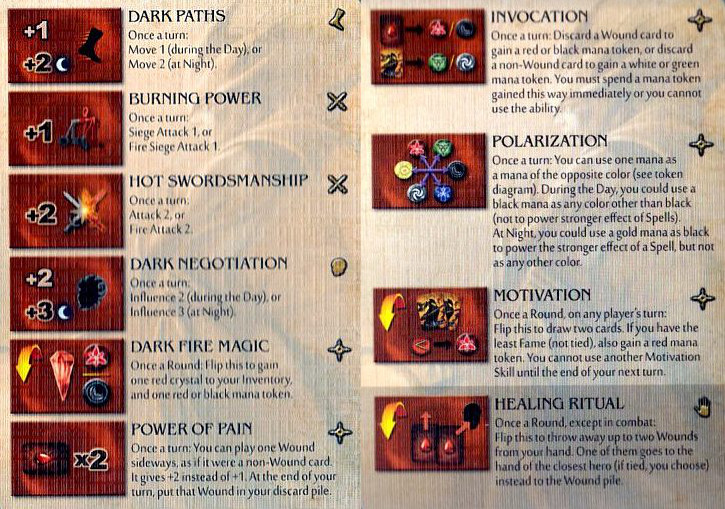 +1
+2
DARK PATHS
Once a turn:
Move 1 (during the Day), or
Move 2 (at Night).
+1
BURNING POWER
Once a turn:
Siege Attack 1, or
Fire Siege Attack 1.
+2
HOT SWORDSMANSHIP
Once a turn:
Attack 2, or
Fire Attack 2.
+2
+3
DARK NEGOTIATION
Once a turn:
Influence 2 (during the Day), or
Influence 3 (at Night).
DARK FIRE MAGIC
Once a Round: Flip this to gain
one red crystal to your Inventory,
and one red or black mana token.
x2
POWER OF PAIN
Once a turn: You can play one Wound
sideways, as if it were a non-Wound card.
It gives +2 instead of +1. At the end of your
turn, put that Wound in your discard pile.
INVOCATION
Once a turn: Discard a Wound card to
gain a red or black mana token, or discard
a non-Wound card to gain a white or green
mana token. You must spend a mana token
gained this way immediately or you cannot
use the ability.
POLARIZATION
Once a turn: You can use one mana as
a mana of the opposite color (see token
diagram). During the Day, you could use a
black mana as any color other than black
(not to power stronger effect of Spells).
At Night, you could use a gold mana as black
to power the stronger effect of a Spell, but not
as any other color.
MOTIVATION
Once a Round, on any player's turn:
Flip this to draw two cards. If you have the
least Fame (not tied), also gain a red mana
token. You cannot use another Motivation
Skill until the end of your next turn.
HEALING RITUAL
Once a Round, except in combat:
Flip this to throw away up to two Wounds
from your hand. One of them goes to the
hand of the closest hero (if tied, you choose)
instead to the Wound pile.